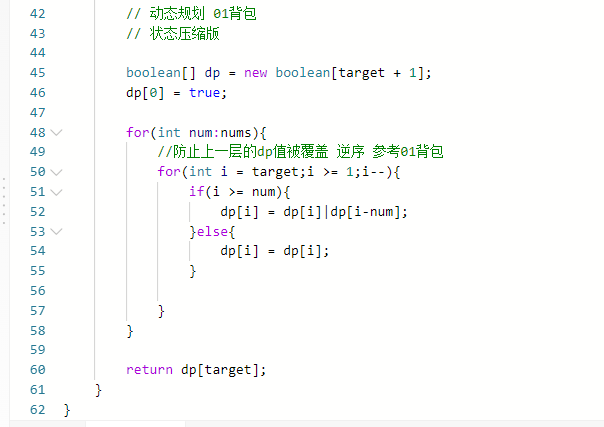 42 // 动态规划 01背包
43 // 状态压缩版
44
45 boolean[] dp = new boolean[target + 1];
46 dp[0] = true;
47
48 for(int num:nums){
49 //防止上一层的dp值被覆盖 逆序 参考01背包
50 for(int i = target;i >= 1;i--){
51 if(i >= num){
52 dp[i] = dp[i]|dp[i-num];
53 }else{
54 dp[i] = dp[i];
55 }
56
57 }
58 }
59
60 return dp[target];
61 }
62 }